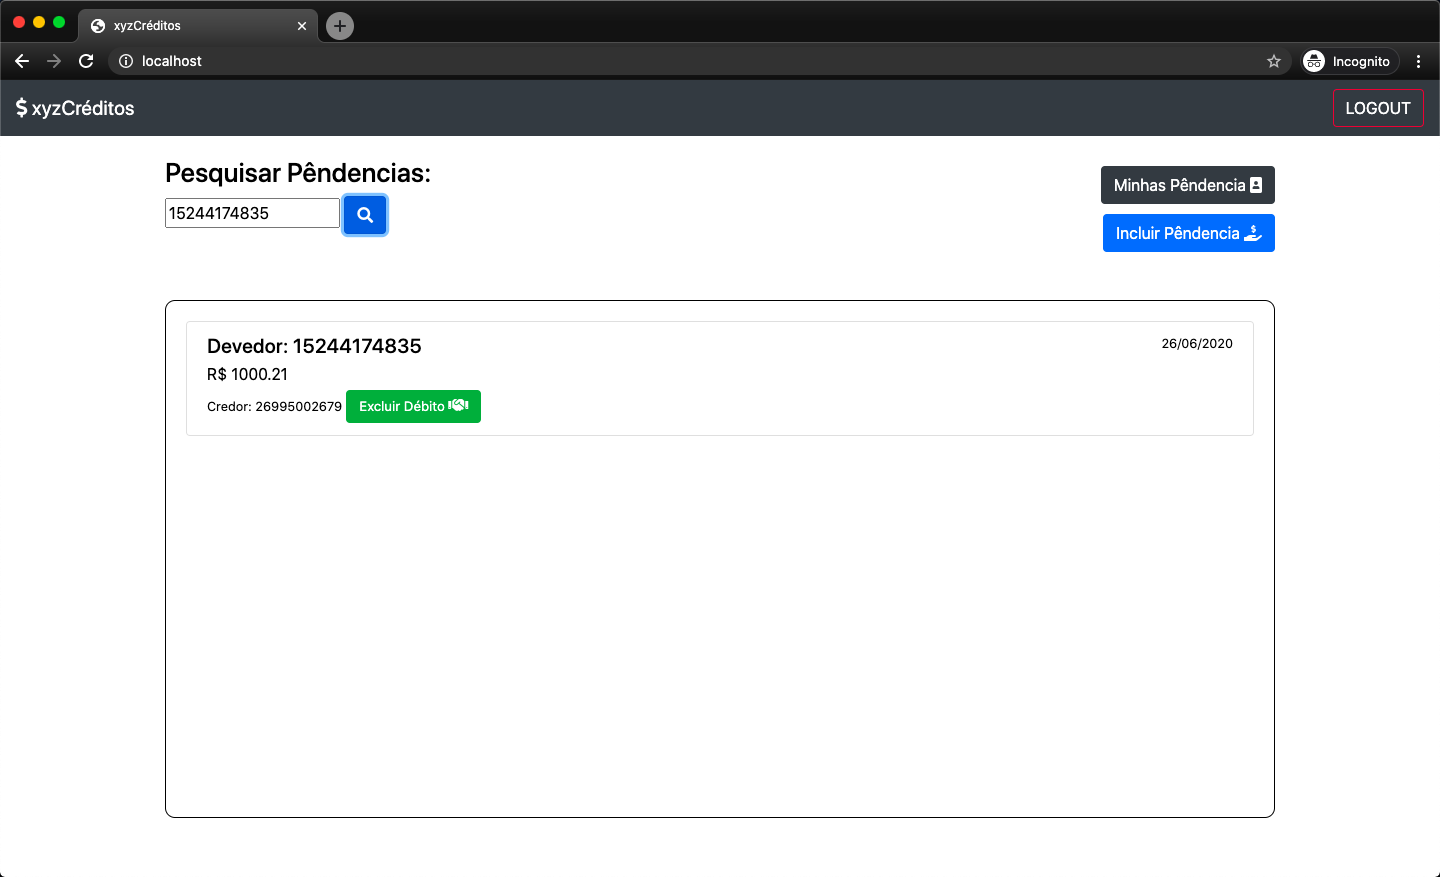 xyzCréditos
localhost
Incognito
$ xyzCréditos
LOGOUT
Pesquisar Pêndencias:
15244174835
Minhas Pêndencia
Incluir Pêndencia
Devedor: 15244174835
26/06/2020
R$ 1000.21
Credor: 26995002679
Excluir Débito